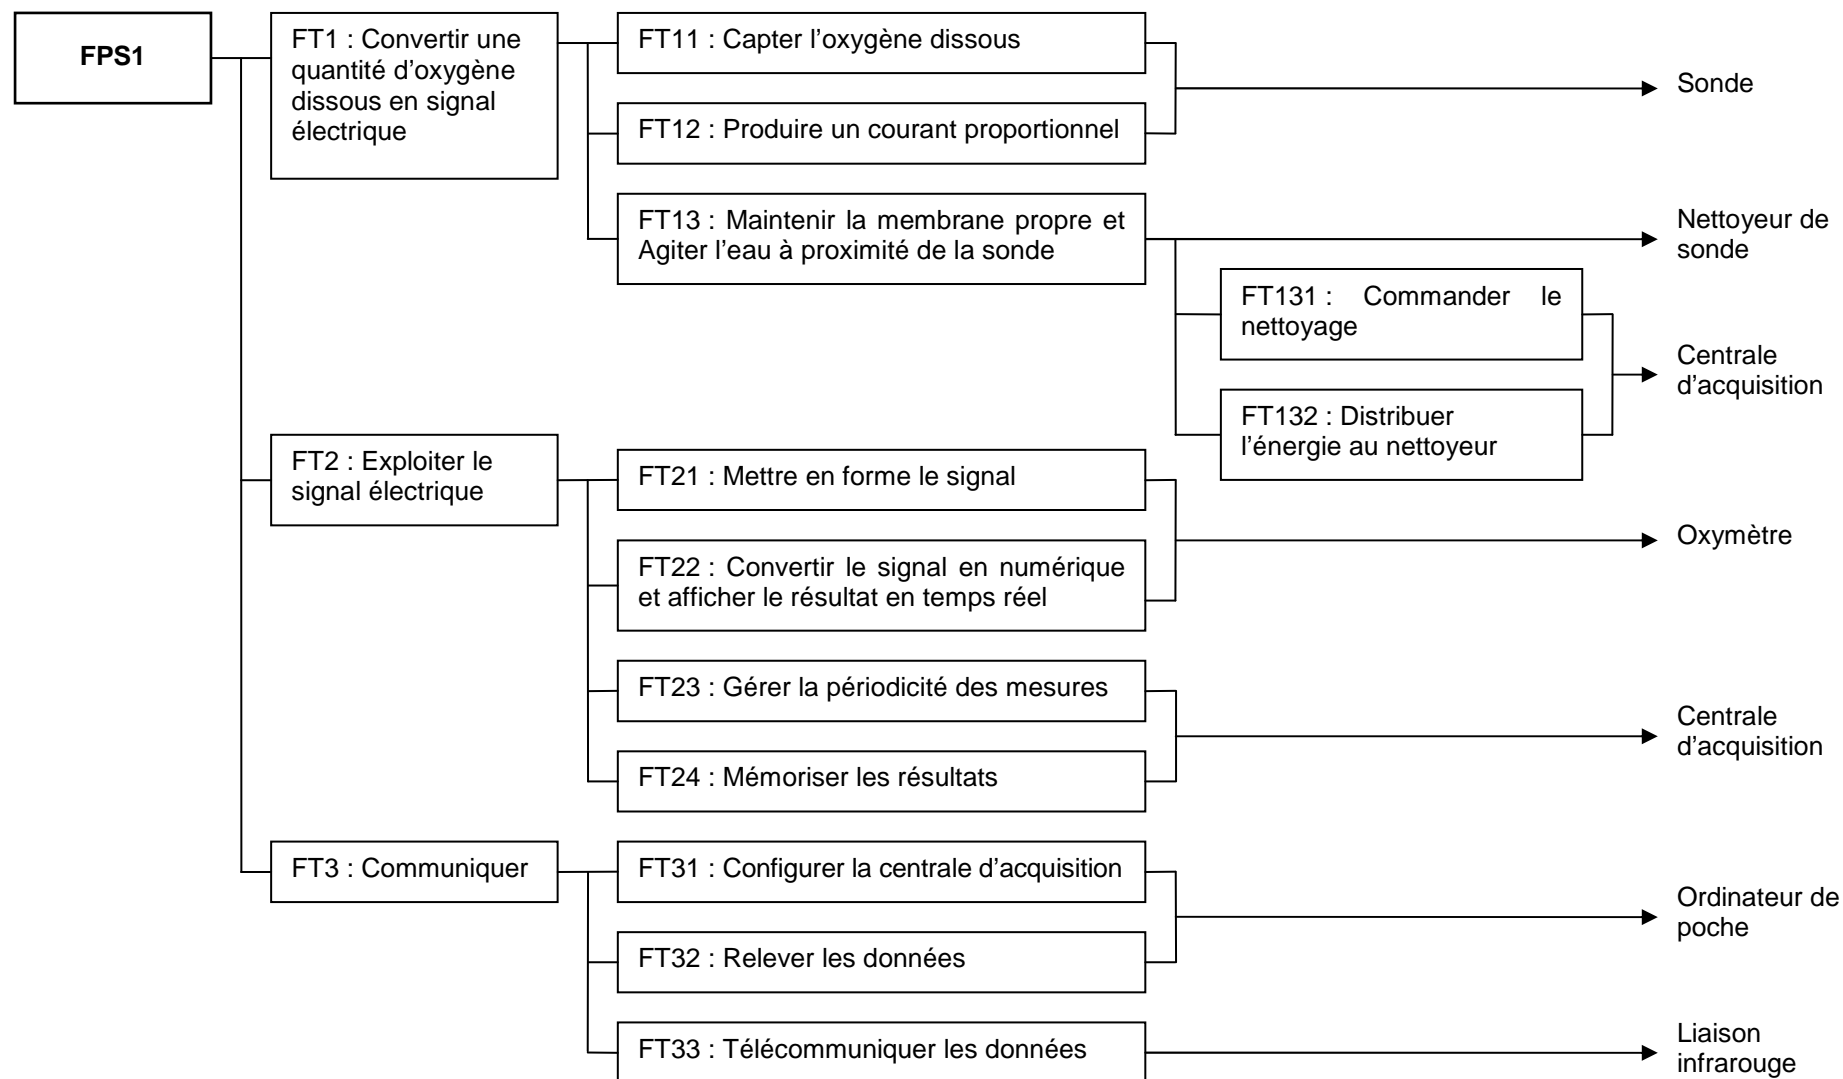 FPS1
FT1 : Convertir une
quantité d’oxygène
dissous en signal
électrique
FT11 : Capter l’oxygène dissous
FT12 : Produire un courant proportionnel
Sonde
FT13 : Maintenir la membrane propre et
Agiter l’eau à proximité de la sonde
Nettoyeur de
sonde
FT131 : Commander le
nettoyage
FT132 : Distribuer
l’énergie au nettoyeur
Centrale
d’acquisition
FT2 : Exploiter le
signal électrique
FT21 : Mettre en forme le signal
FT22 : Convertir le signal en numérique
et afficher le résultat en temps réel
Oxymètre
FT23 : Gérer la périodicité des mesures
FT24 : Mémoriser les résultats
Centrale
d’acquisition
FT3 : Communiquer
FT31 : Configurer la centrale d’acquisition
FT32 : Relever les données
Ordinateur de
poche
FT33 : Télécommuniquer les données
Liaison
infrarouge